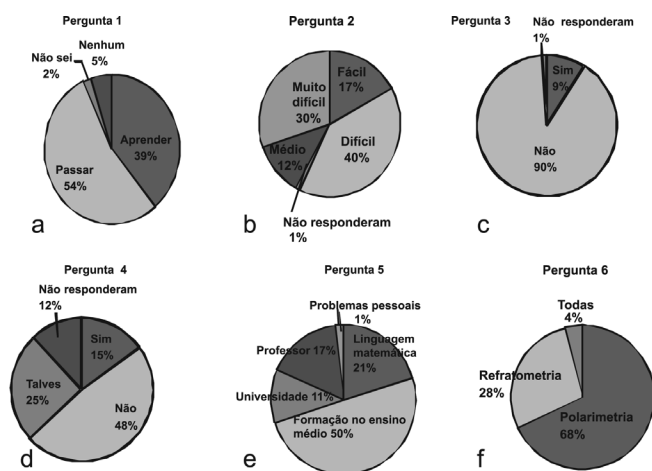 Pergunta 1
Nenhum
5%
Não sei
2%
Aprender
39%
Passar
54%
a
Pergunta 2
Fácil
17%
Muito
difícil
30%
Difícil
40%
Médio
12%
Não responderam
1%
b
Pergunta 3
Não responderam
1%
Sim
9%
Não
90%
c
Pergunta 4
Não responderam
12%
Sim
15%
Talves
25%
Não
48%
d
Pergunta 5
Problemas pessoais
1%
Linguagem
matemática
21%
Professor 17%
Universidade 11%
Formação no ensino
médio 50%
e
Pergunta 6
Todas
4%
Refratometria
28%
Polarimetria
68%
f